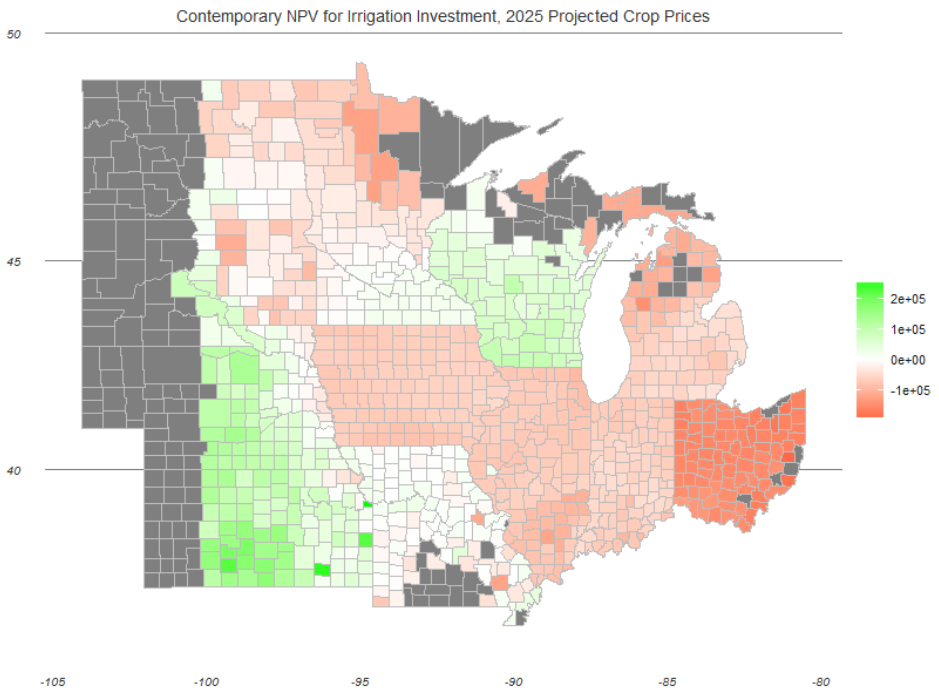 Contemporary NPV for Irrigation Investment, 2025 Projected Crop Prices
50
45
40
2e+05
1e+05
0e+00
-1e+05
-105
-100
-95
-90
-85
-80